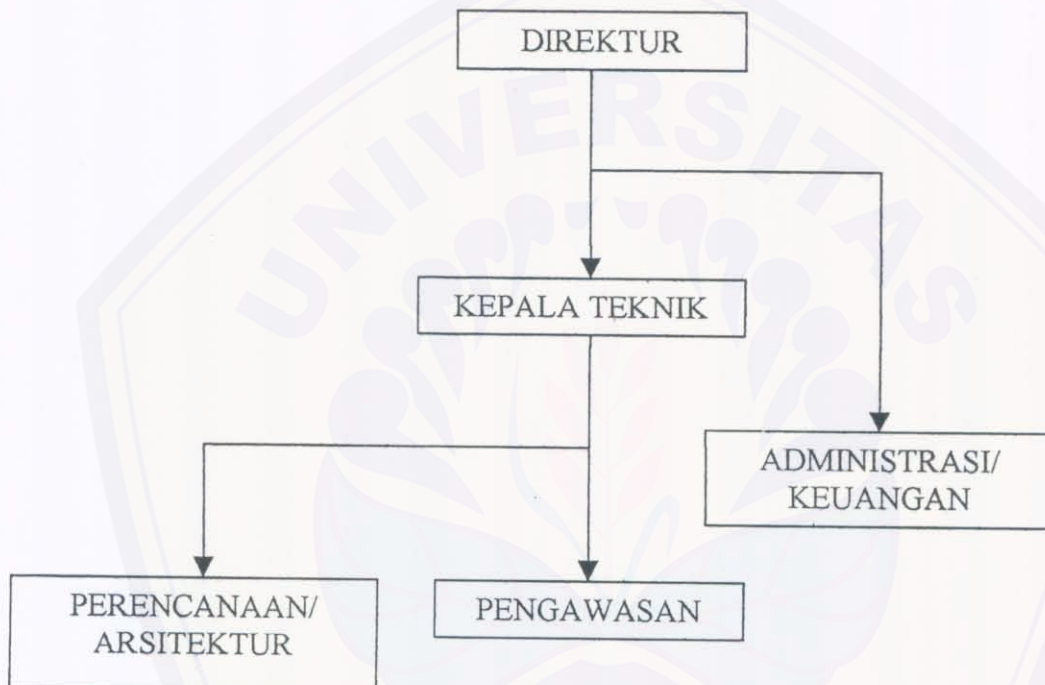 DIREKTUR
UNIVERSITAS
KEPALA TEKNIK
ADMINISTRASI/
KEUANGAN
PERENCANAAN/
ARSITEKTUR
PENGAWASAN